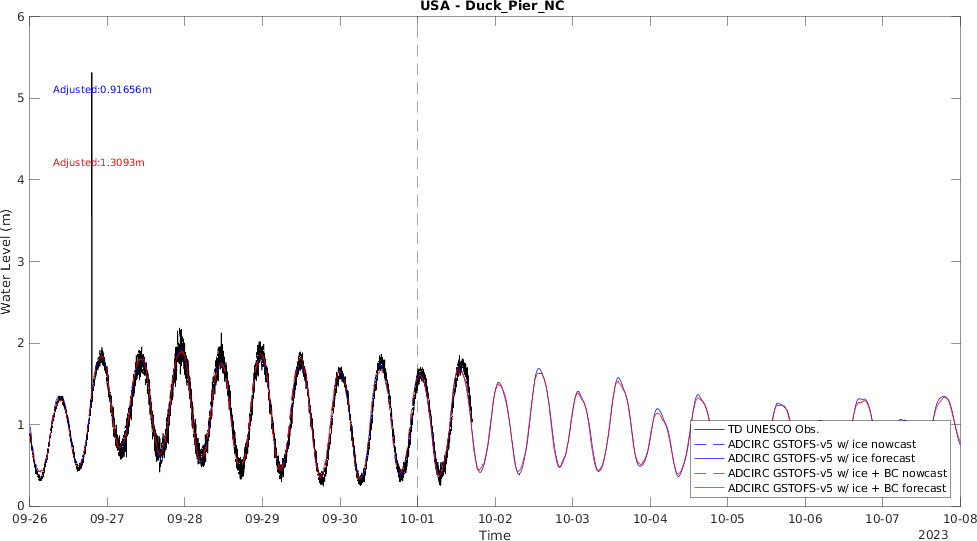 USA - Duck_Pier_NC
6
Adjusted:0.91656m
5
Adjusted:1.3093m
4
3
2
1
0
Water Level (m)
TD UNESCO Obs.
ADCIRC GSTOFS-v5 w/ ice nowcast
ADCIRC GSTOFS-v5 w/ ice forecast
ADCIRC GSTOFS-v5 w/ ice + BC nowcast
ADCIRC GSTOFS-v5 w/ ice + BC forecast
09-26 09-27 09-28 09-29 09-30 10-01 10-02 10-03 10-04 10-05 10-06 10-07 10-08
Time
2023